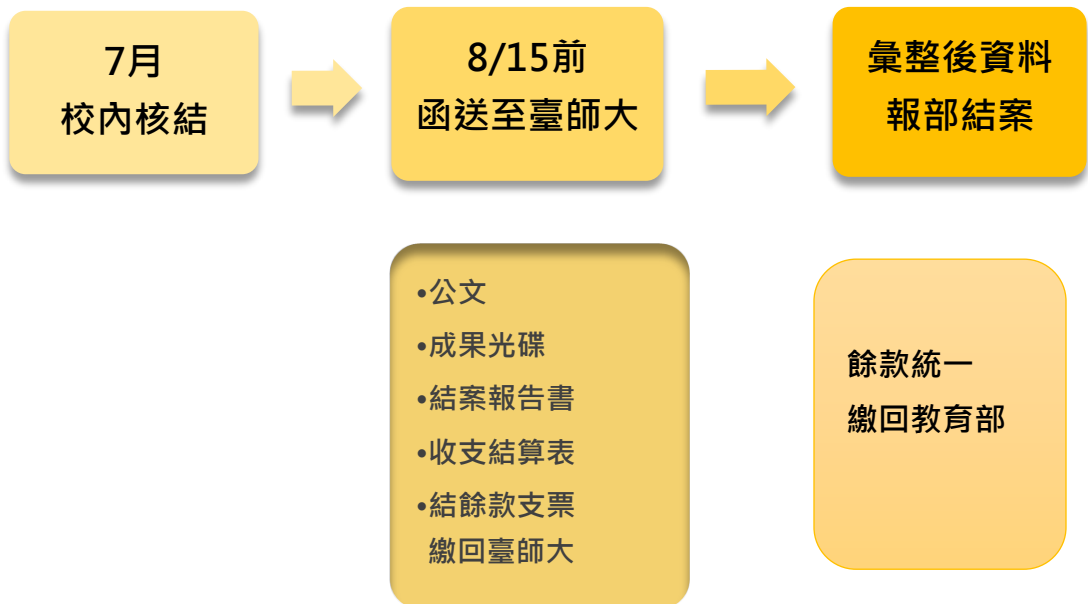 7月
校內核結
8/15前
函送至臺師大
彙整後資料
報部結案
•公文
•成果光碟
•結案報告書
•收支結算表
•結餘款支票
繳回臺師大
餘款統一
繳回教育部